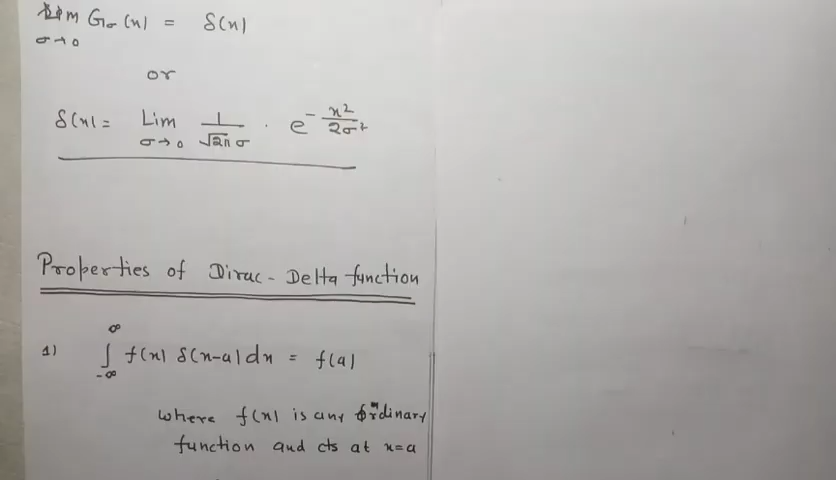 Lim Gσ(x) = δ(x)
σ→0
or
δ(x) = Lim σ→0 1/√2π σ · e^-x²/2σ²
Properties of Dirac-Delta function
1) ∫_-∞^∞ f(x) δ(x-a) dx = f(a)
where f(x) is any ordinary
function and cts at x=a